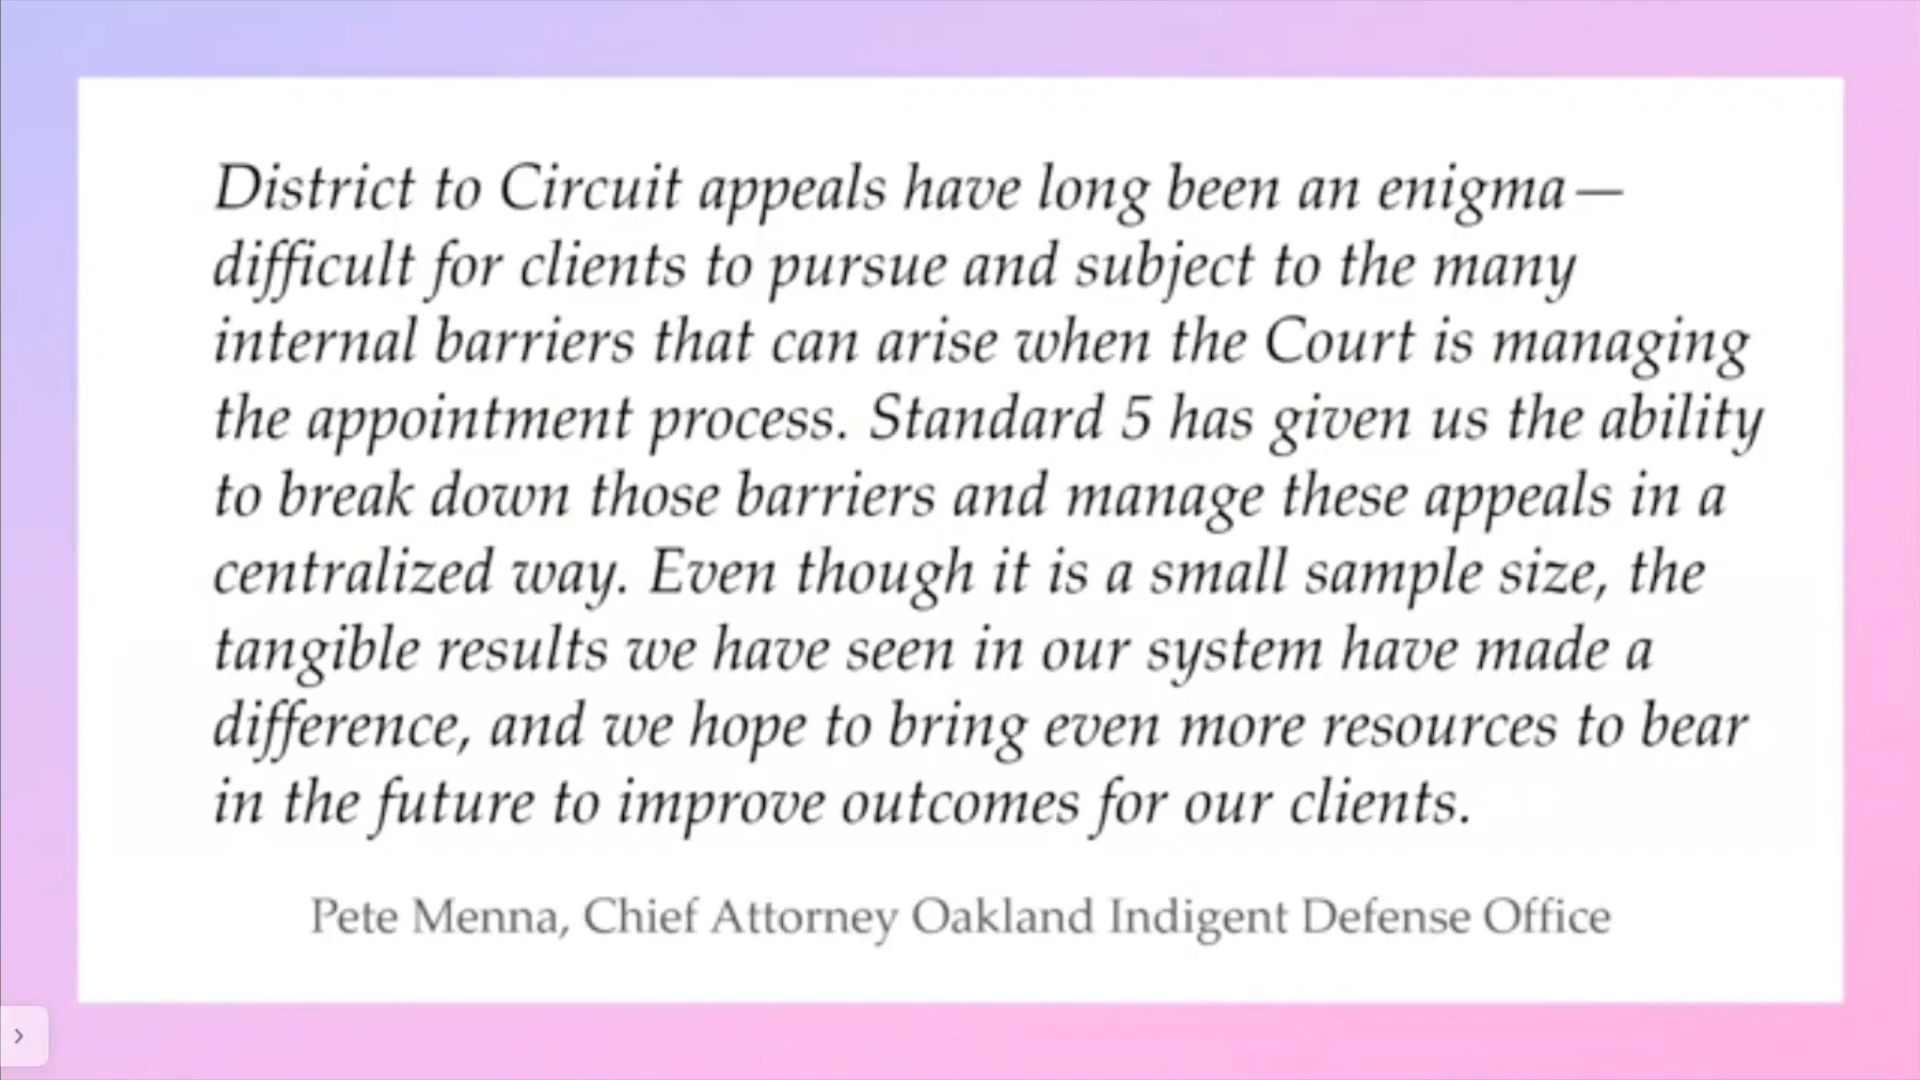 District to Circuit appeals have long been an enigma—
difficult for clients to pursue and subject to the many
internal barriers that can arise when the Court is managing
the appointment process. Standard 5 has given us the ability
to break down those barriers and manage these appeals in a
centralized way. Even though it is a small sample size, the
tangible results we have seen in our system have made a
difference, and we hope to bring even more resources to bear
in the future to improve outcomes for our clients.
Pete Menna, Chief Attorney Oakland Indigent Defense Office